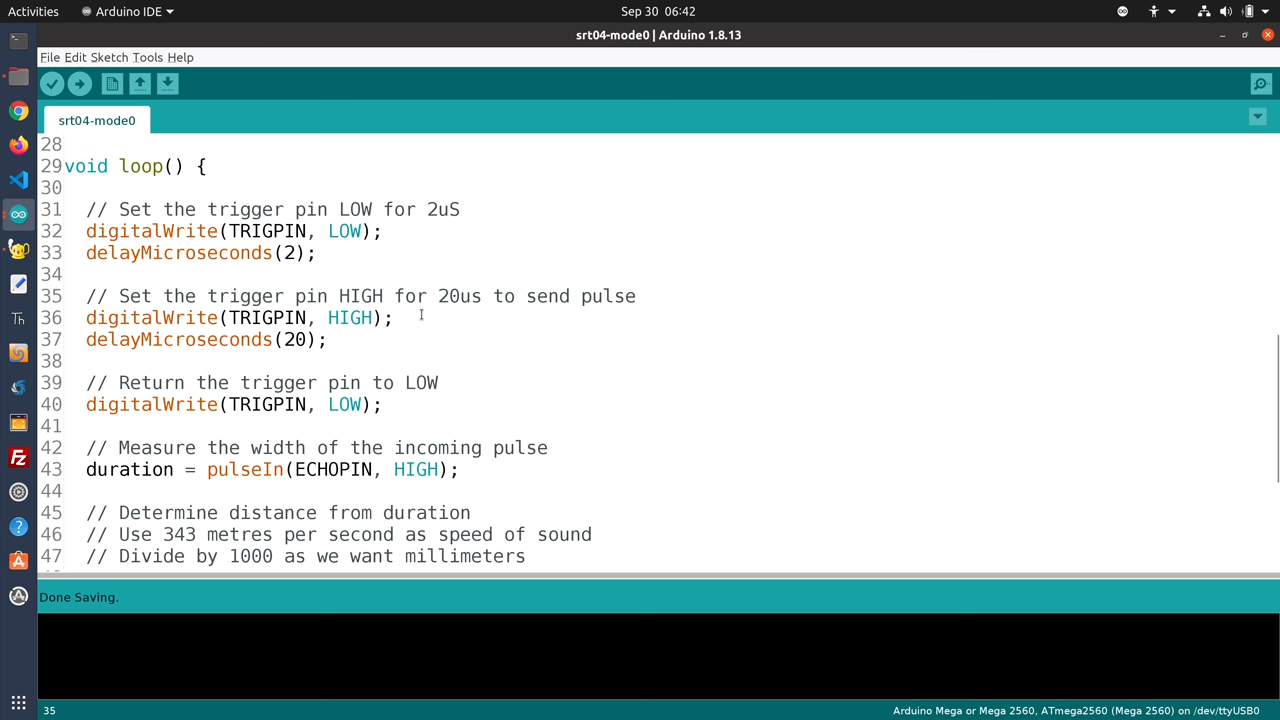 Activities Arduino IDE Sep 30 06:42
srt04-mode0 | Arduino 1.8.13
File Edit Sketch Tools Help
srt04-mode0
28
29 void loop() {
30
31 // Set the trigger pin LOW for 2uS
32 digitalWrite(TRIGPIN, LOW);
33 delayMicroseconds(2);
34
35 // Set the trigger pin HIGH for 20us to send pulse
36 digitalWrite(TRIGPIN, HIGH);
37 delayMicroseconds(20);
38
39 // Return the trigger pin to LOW
40 digitalWrite(TRIGPIN, LOW);
41
42 // Measure the width of the incoming pulse
43 duration = pulseIn(ECHOPIN, HIGH);
44
45 // Determine distance from duration
46 // Use 343 metres per second as speed of sound
47 // Divide by 1000 as we want millimeters
Done Saving.
Th
Fz
35 Arduino Mega or Mega 2560, ATmega2560 (Mega 2560) on /dev/ttyUSB0